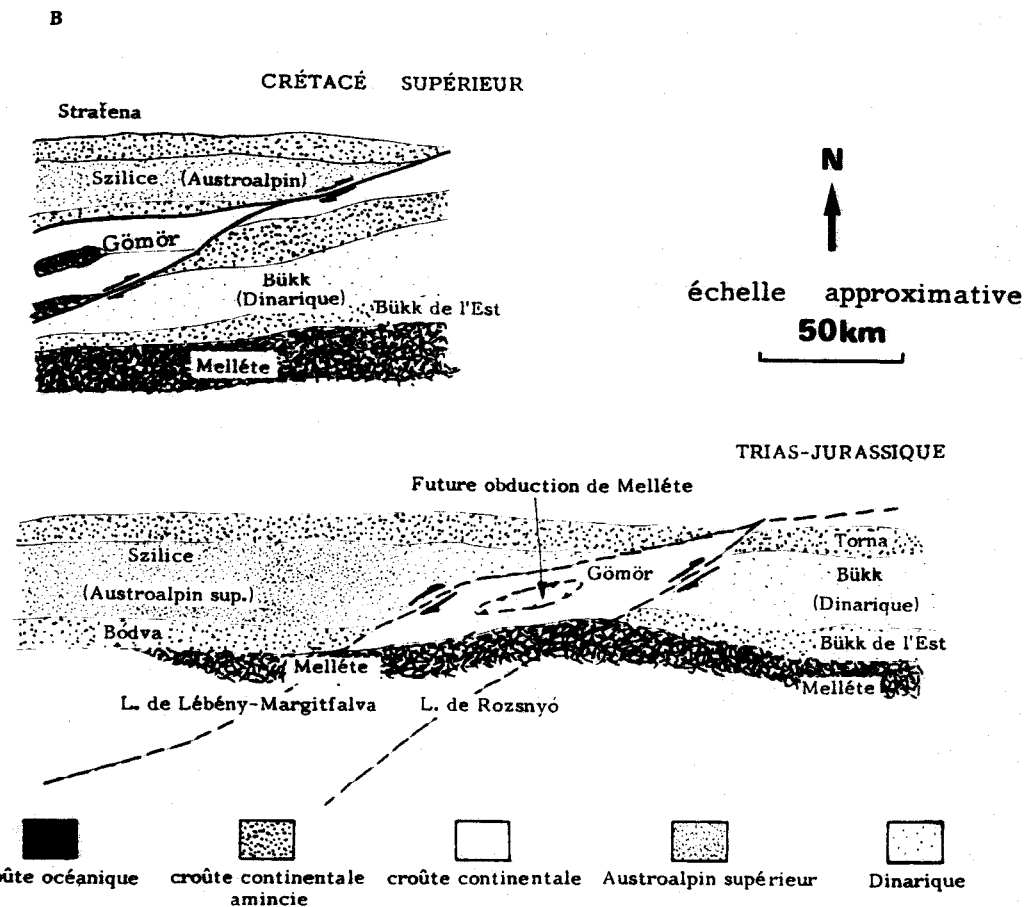 B
CRÉTACÉ SUPÉRIEUR
Stratena
Szilice (Austroalpin)
Gömör
Bükk
(Dinarique)
Bükk de l'Est
Melléte
N
échelle approximative
50km
TRIAS-JURASSIQUE
Future obduction de Melléte
Szilice
(Austroalpin sup.)
Bódva
Gömör
Torna
Bükk
(Dinarique)
Bükk de l'Est
Melléte
Melléte
L. de Lébény-Margitfalva
L. de Rozsnyó
oûte océanique
croûte continentale
amincie
croûte continentale
Austroalpin supérieur
Dinarique